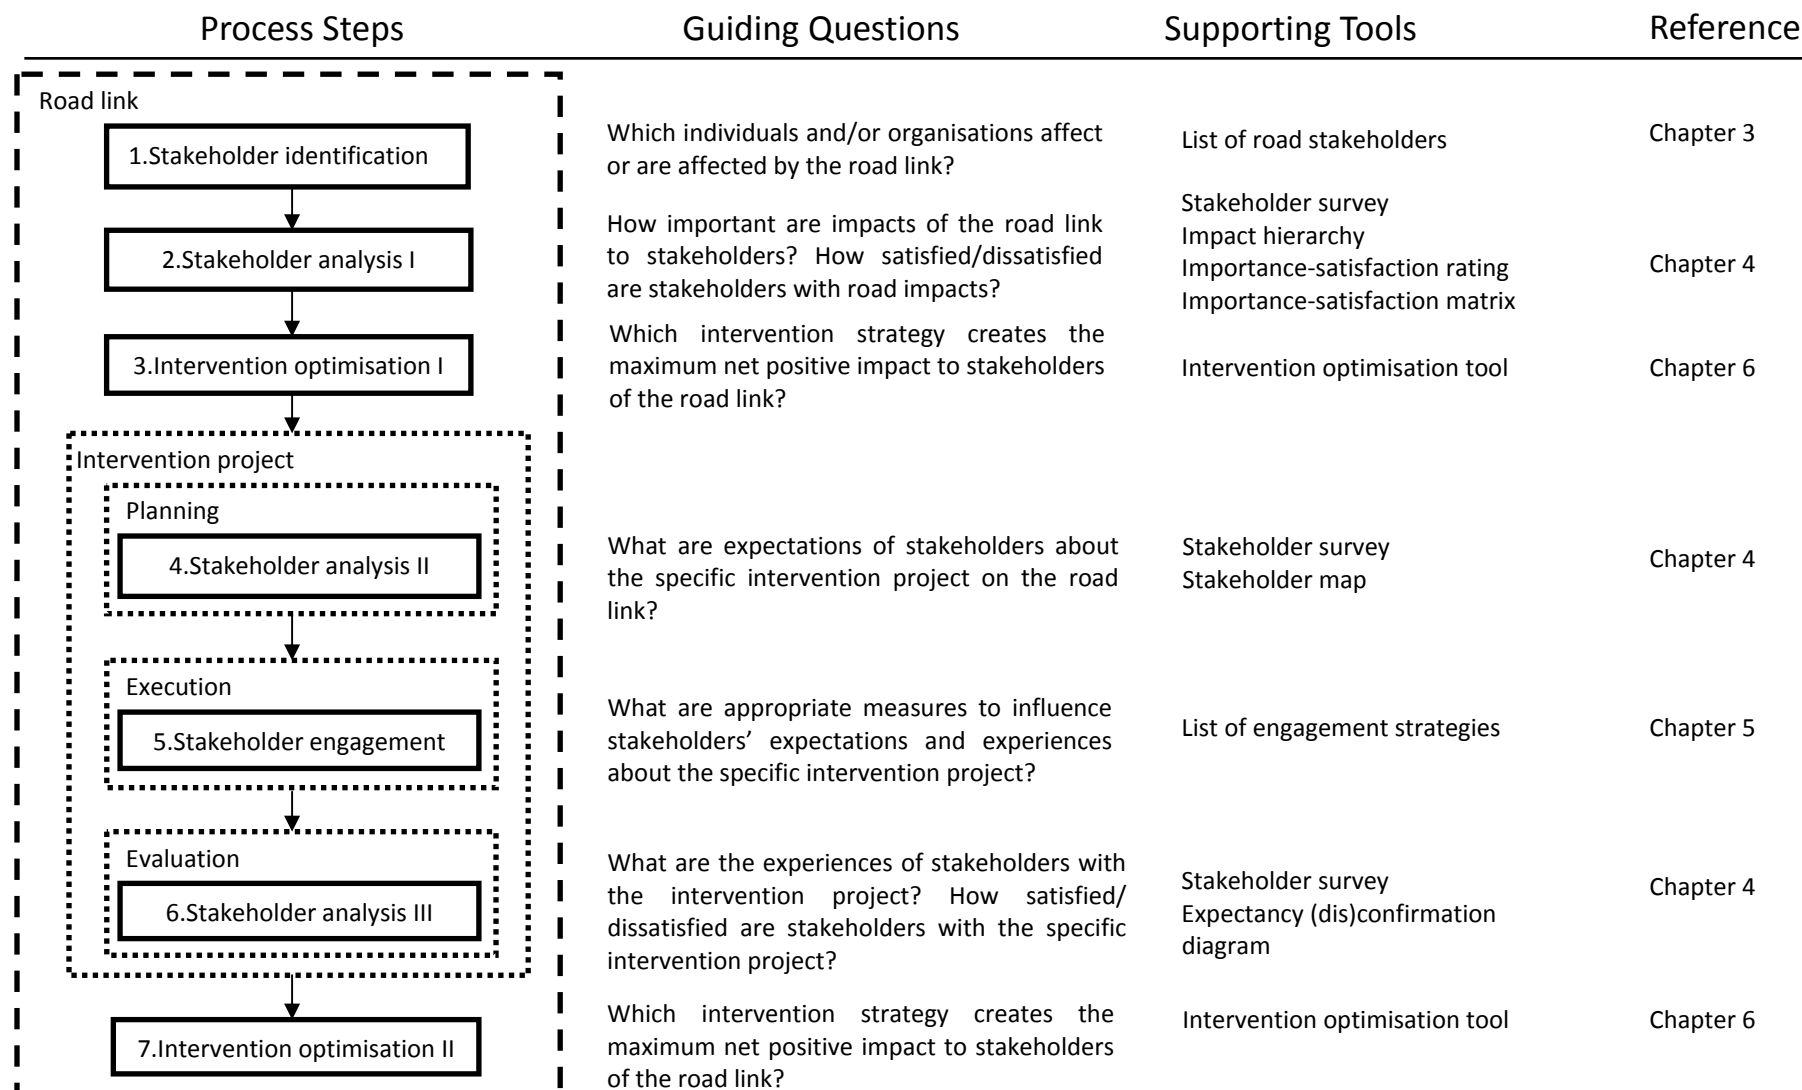 Process Steps Guiding Questions Supporting Tools Reference
Road link
1.Stakeholder identification
Which individuals and/or organisations affect
or are affected by the road link?
List of road stakeholders
Chapter 3
2.Stakeholder analysis I
How important are impacts of the road link
to stakeholders? How satisfied/dissatisfied
are stakeholders with road impacts?
Stakeholder survey
Impact hierarchy
Importance-satisfaction rating
Importance-satisfaction matrix
Chapter 4
3.Intervention optimisation I
Which intervention strategy creates the
maximum net positive impact to stakeholders
of the road link?
Intervention optimisation tool
Chapter 6
Intervention project
Planning
4.Stakeholder analysis II
What are expectations of stakeholders about
the specific intervention project on the road
link?
Stakeholder survey
Stakeholder map
Chapter 4
Execution
5.Stakeholder engagement
What are appropriate measures to influence
stakeholders’ expectations and experiences
about the specific intervention project?
List of engagement strategies
Chapter 5
Evaluation
6.Stakeholder analysis III
What are the experiences of stakeholders with
the intervention project? How satisfied/
dissatisfied are stakeholders with the specific
intervention project?
Stakeholder survey
Expectancy (dis)confirmation
diagram
Chapter 4
7.Intervention optimisation II
Which intervention strategy creates the
maximum net positive impact to stakeholders
of the road link?
Intervention optimisation tool
Chapter 6